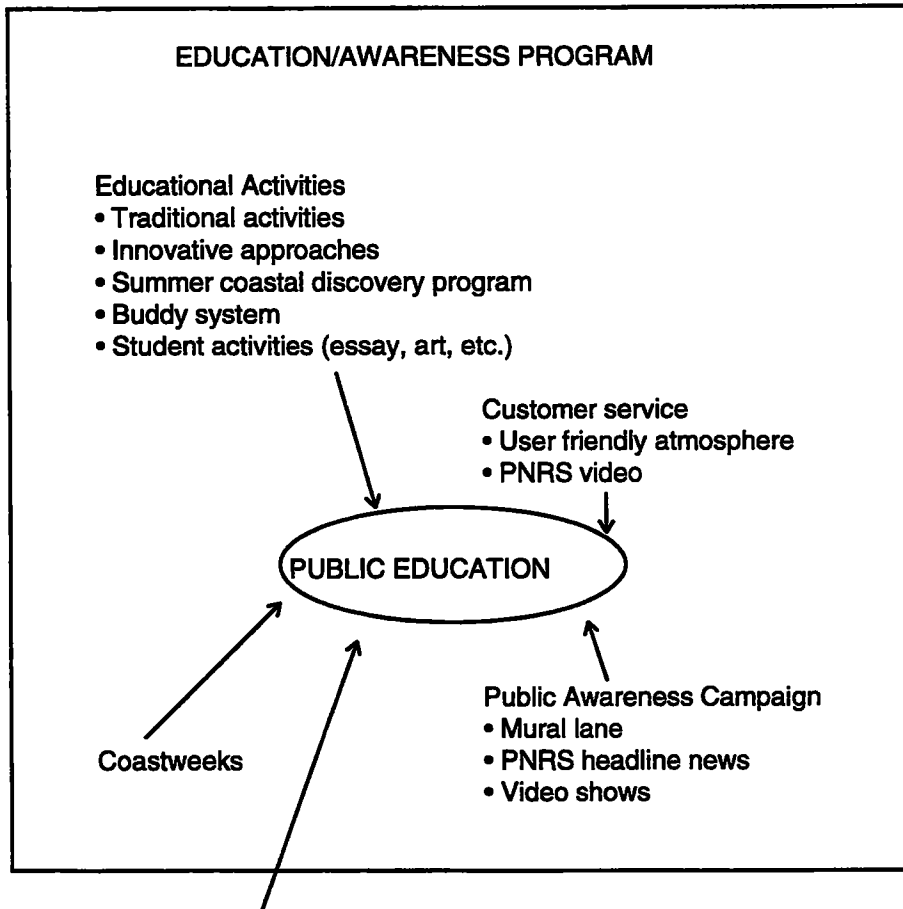 EDUCATION/AWARENESS PROGRAM
Educational Activities
• Traditional activities
• Innovative approaches
• Summer coastal discovery program
• Buddy system
• Student activities (essay, art, etc.)
Customer service
• User friendly atmosphere
• PNRS video
PUBLIC EDUCATION
Coastweeks
Public Awareness Campaign
• Mural lane
• PNRS headline news
• Video shows